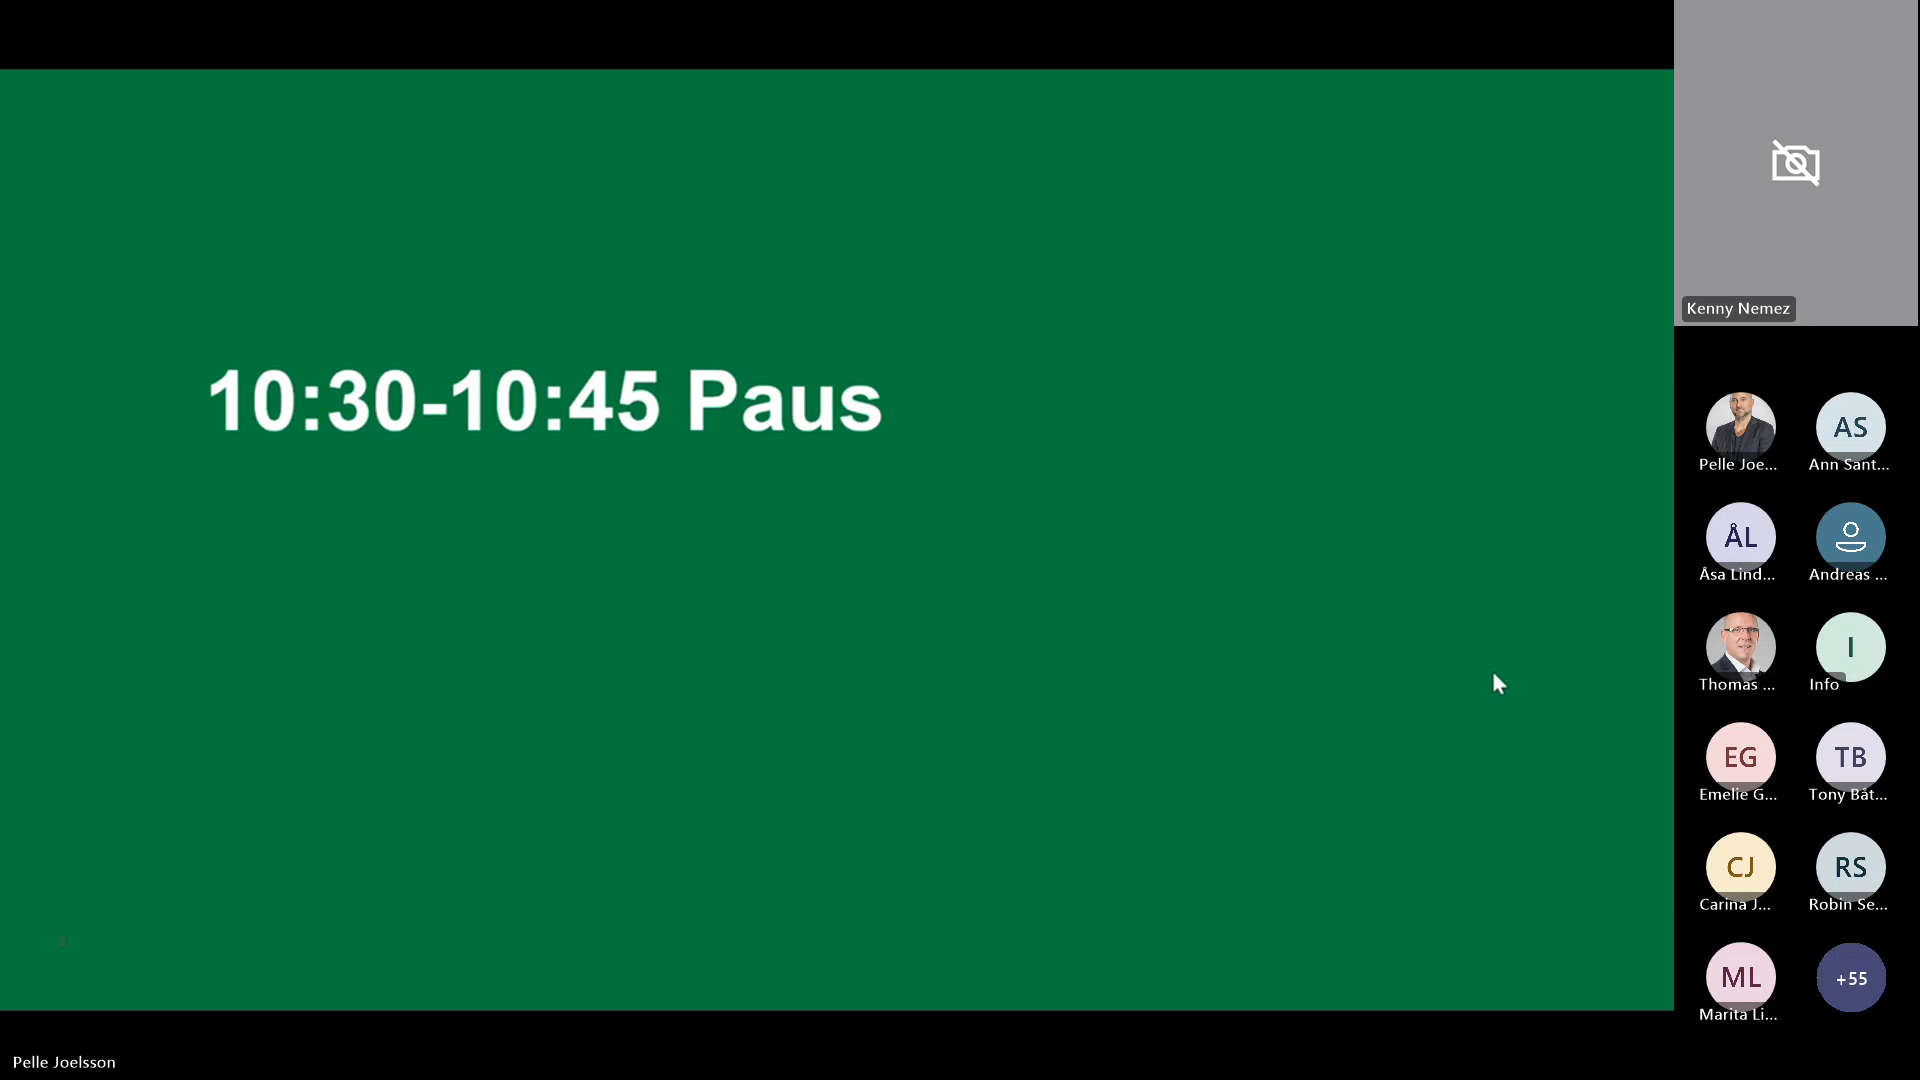 10:30-10:45 Paus
Kenny Nemez
Pelle Joe...
AS
Ann Sant...
ÅL
Åsa Lind...
Andreas ...
Thomas ...
I
Info
EG
Emelie G...
TB
Tony Båt...
CJ
Carina J...
RS
Robin Se...
ML
Marita Li...
+55
Pelle Joelsson